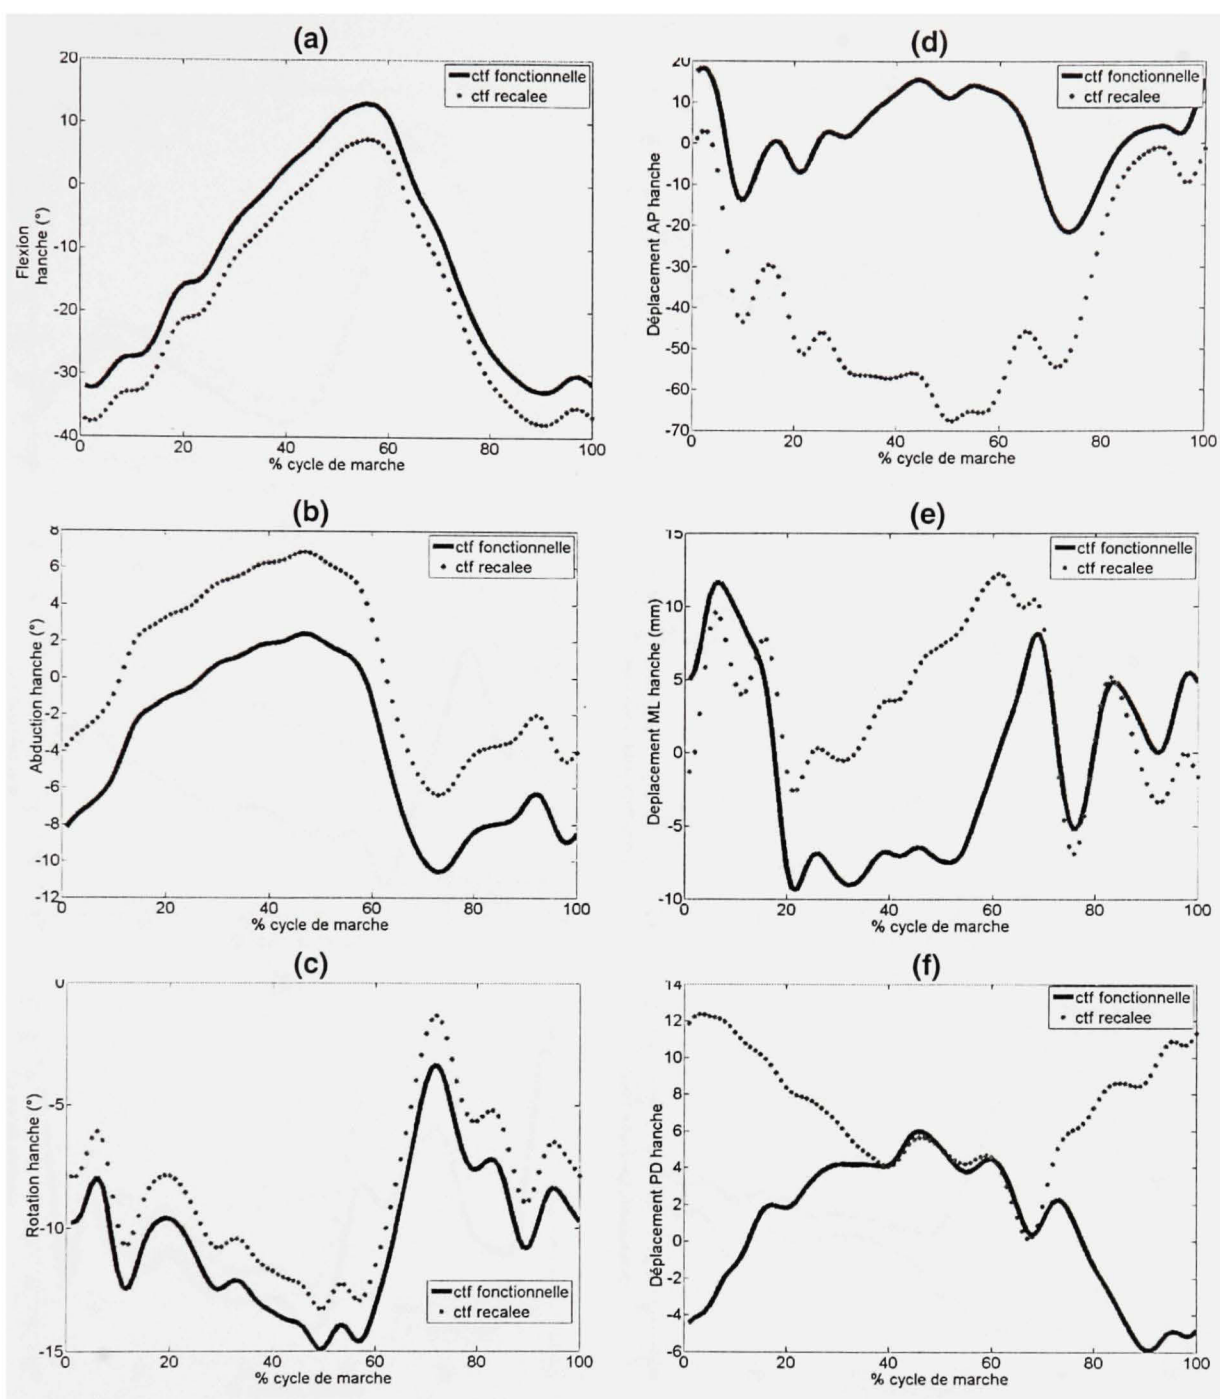 (a)
20
10
0
-10
-20
-30
-40
Flexion
hanche (°)
ctf fonctionnelle
ctf recalee
0 20 40 60 80 100
% cycle de marche
(b)
8
6
4
2
0
-2
-4
-6
-8
-10
-12
Abduction hanche (°)
ctf fonctionnelle
ctf recalee
0 20 40 60 80 100
% cycle de marche
(c)
0
-5
-10
-15
Rotation hanche (°)
ctf fonctionnelle
ctf recalee
0 20 40 60 80 100
% cycle de marche
(d)
20
10
0
-10
-20
-30
-40
-50
-60
-70
Déplacement AP hanche
ctf fonctionnelle
ctf recalee
0 20 40 60 80 100
% cycle de marche
(e)
15
10
5
0
-5
-10
Deplacement ML hanche (mm)
ctf fonctionnelle
ctf recalee
0 20 40 60 80 100
% cycle de marche
(f)
14
12
10
8
6
4
2
0
-2
-4
-6
Déplacement PD hanche
ctf fonctionnelle
ctf recalee
0 20 40 60 80 100
% cycle de marche